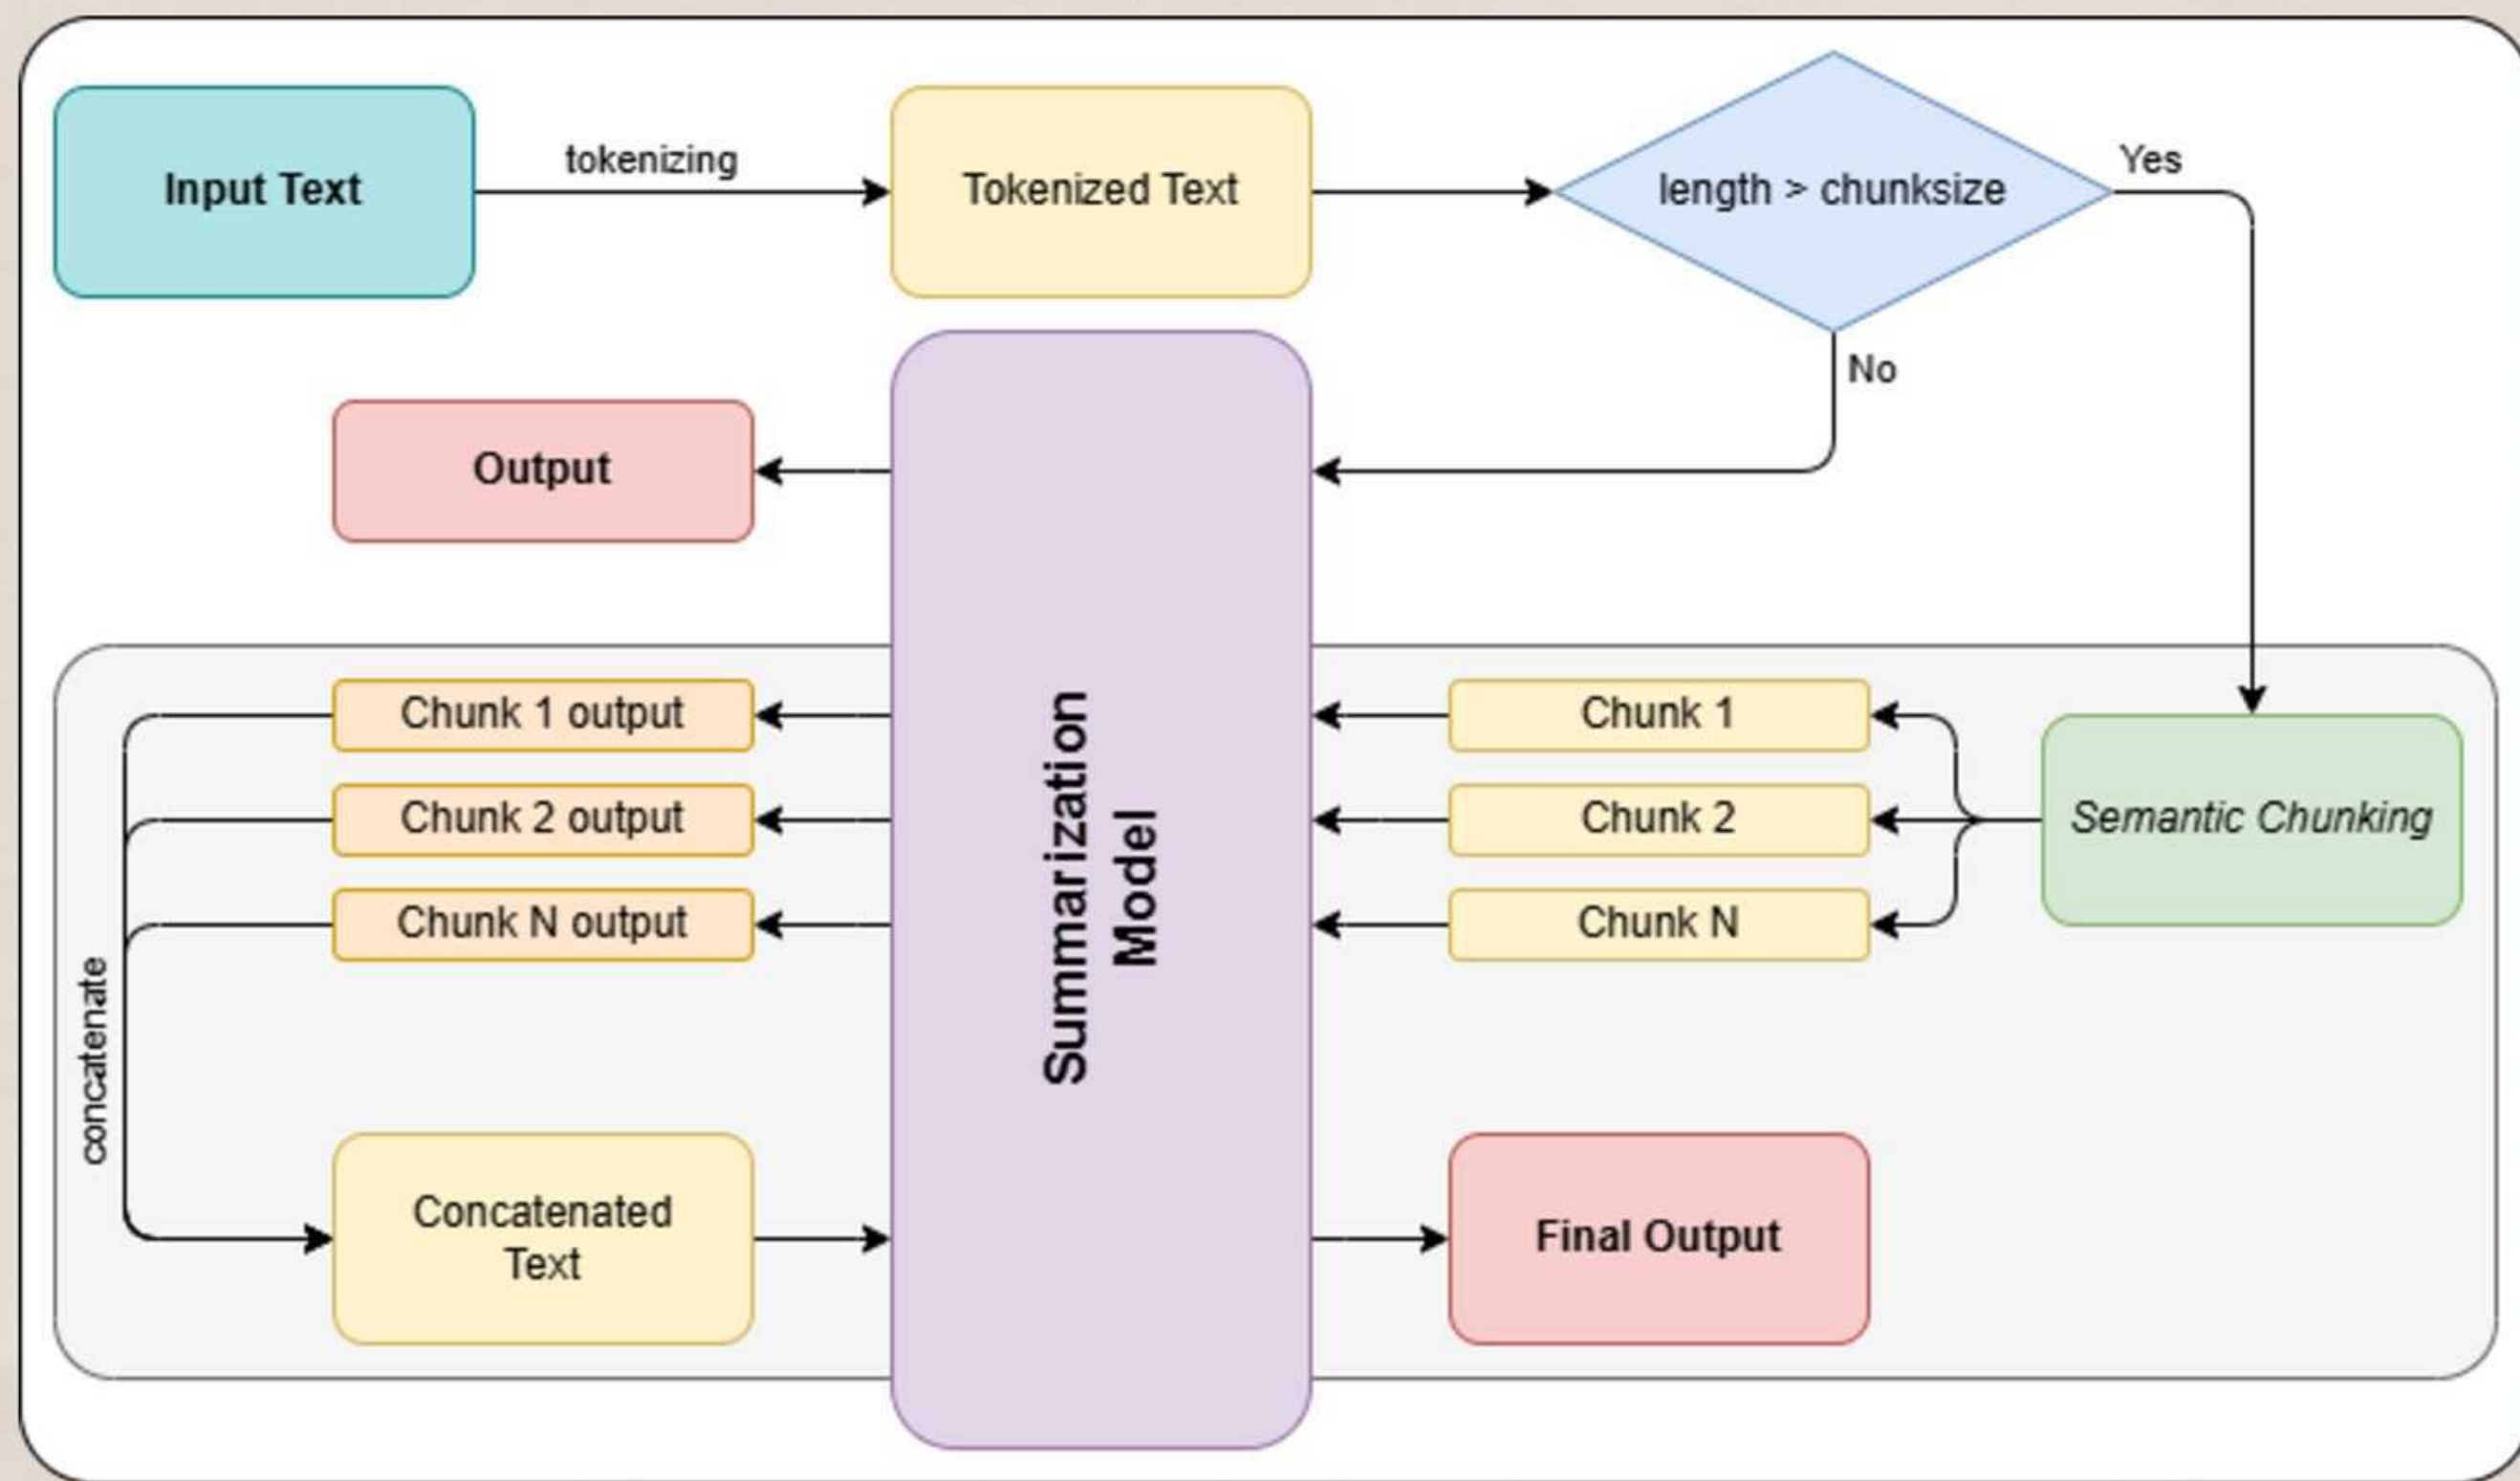 Input Text
tokenizing
Tokenized Text
length > chunksize
Yes
No
Output
Summarization
Model
Chunk 1 output
Chunk 1
Chunk 2 output
Chunk 2
Semantic Chunking
Chunk N output
Chunk N
concatenate
Concatenated
Text
Final Output